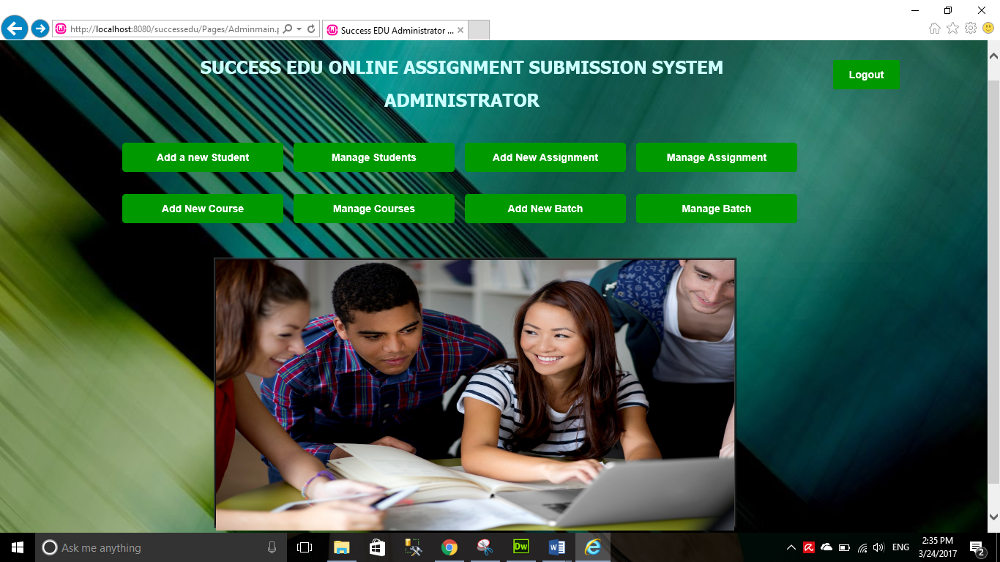 http://localhost:8080/successedu/Pages/Adminmain.p
Success EDU Administrator ...
SUCCESS EDU ONLINE ASSIGNMENT SUBMISSION SYSTEM
ADMINISTRATOR
Logout
Add a new Student
Manage Students
Add New Assignment
Manage Assignment
Add New Course
Manage Courses
Add New Batch
Manage Batch
Ask me anything
Dw
ENG
2:35 PM
3/24/2017
2